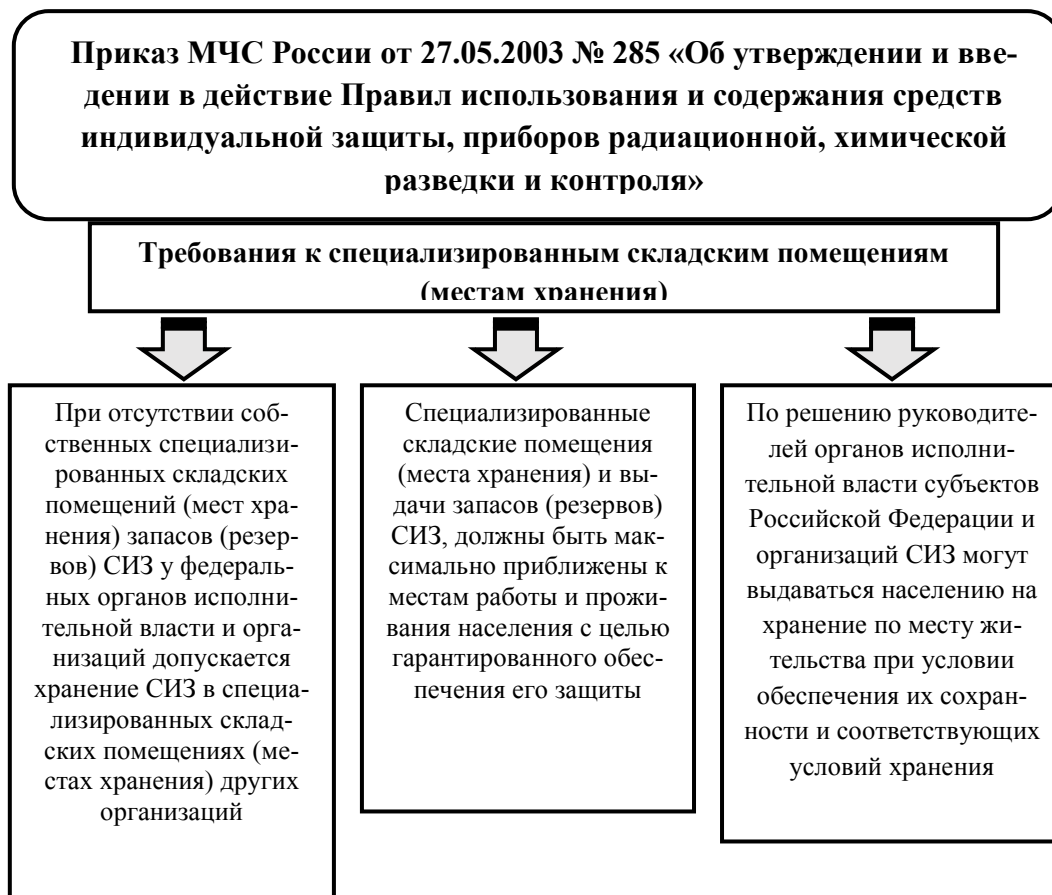 Приказ МЧС России от 27.05.2003 № 285 «Об утверждении и вве-
дении в действие Правил использования и содержания средств
индивидуальной защиты, приборов радиационной, химической
разведки и контроля»
Требования к специализированным складским помещениям
(местам хранения)
При отсутствии соб-
ственных специализи-
рованных складских
помещений (мест хра-
нения) запасов (резер-
вов) СИЗ у федераль-
ных органов исполни-
тельной власти и орга-
низаций допускается
хранение СИЗ в специа-
лизированных склад-
ских помещениях (ме-
стах хранения) других
организаций
Специализированные
складские помещения
(места хранения) и вы-
дачи запасов (резервов)
СИЗ, должны быть мак-
симально приближены к
местам работы и прожи-
вания населения с целью
гарантированного обес-
печения его защиты
По решению руководите-
лей органов исполни-
тельной власти субъектов
Российской Федерации и
организаций СИЗ могут
выдаваться населению на
хранение по месту жи-
тельства при условии
обеспечения их сохран-
ности и соответствующих
условий хранения